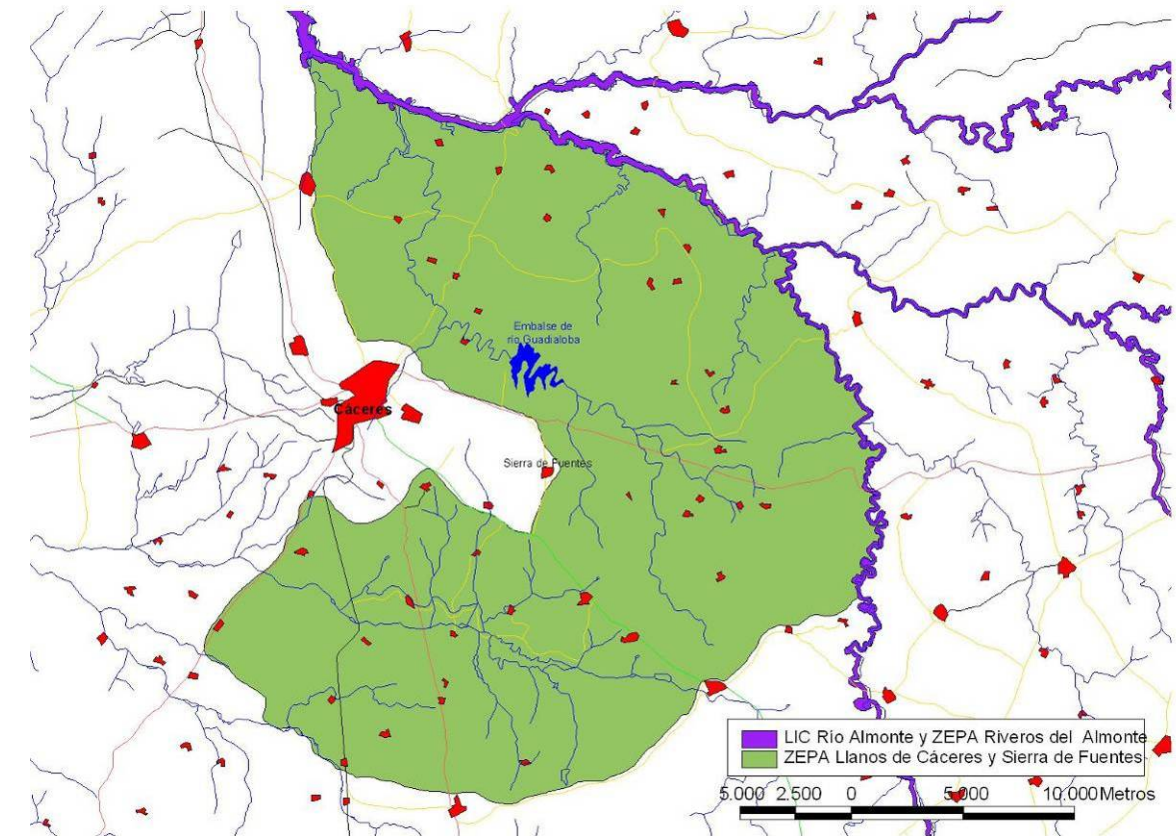 Embalse de
río Guadialoba
Cáceres
Sierra de Fuentes
LIC Río Almonte y ZEPA Riveros del Almonte
ZEPA Llanos de Cáceres y Sierra de Fuentes
5.000 2.500 0 5.000 10.000 Metros